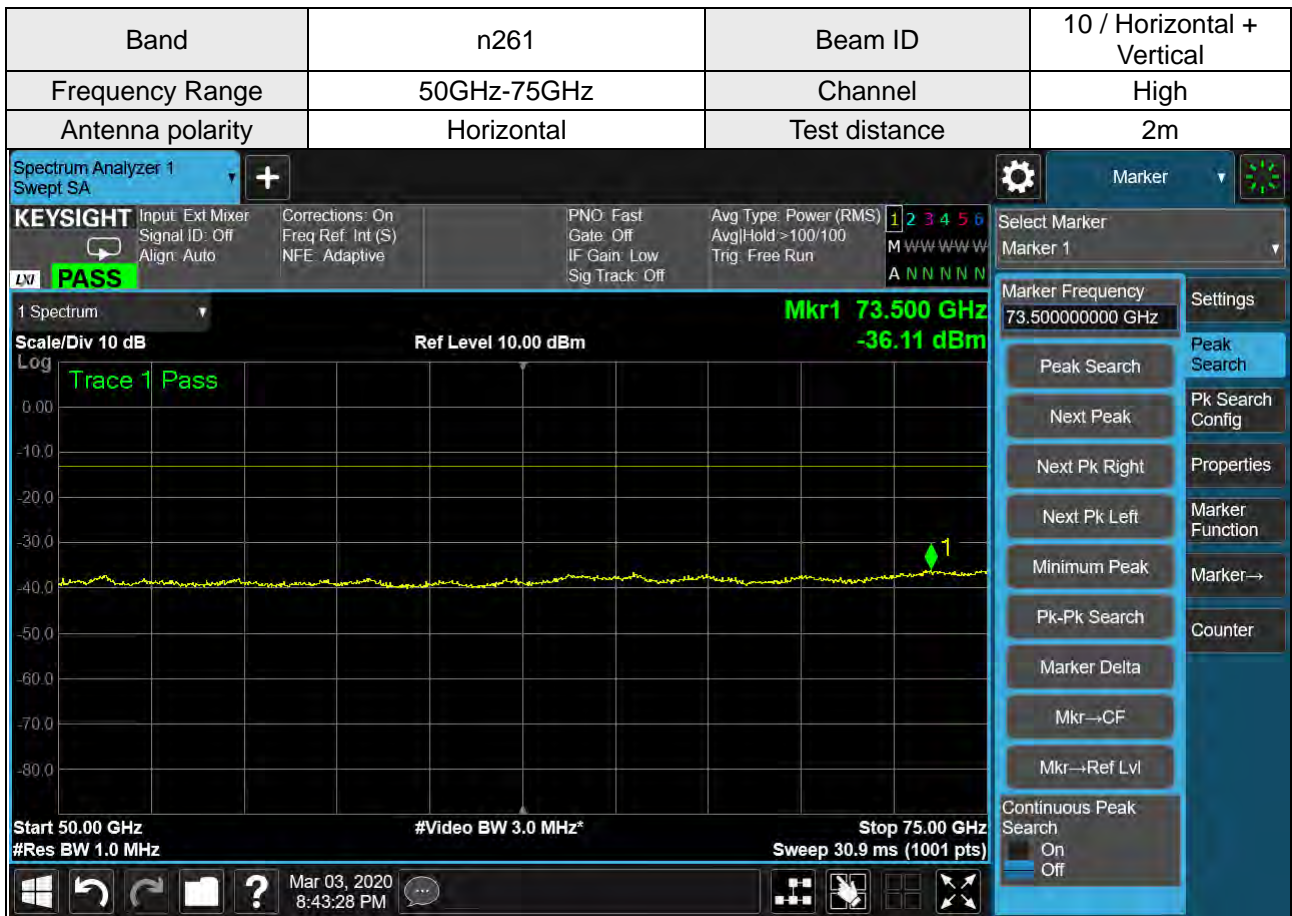 Band n261 Beam ID 10 / Horizontal + Vertical
Frequency Range 50GHz-75GHz Channel High
Antenna polarity Horizontal Test distance 2m
Spectrum Analyzer 1
Swept SA
+
Marker
KEYSIGHT
LXI
PASS
Input: Ext Mixer
Signal ID: Off
Align: Auto
Corrections: On
Freq Ref: Int (S)
NFE: Adaptive
PNO: Fast
Gate: Off
IF Gain: Low
Sig Track: Off
Avg Type: Power (RMS)
Avg|Hold:>100/100
Trig: Free Run
1 2 3 4 5 6
M W W W W W
A N N N N N
Select Marker
Marker 1
1 Spectrum
Mkr1 73.500 GHz
-36.11 dBm
Scale/Div 10 dB
Ref Level 10.00 dBm
Log
Trace 1 Pass
0.00
-10.0
-20.0
-30.0
-40.0
-50.0
-60.0
-70.0
-80.0
1
Start 50.00 GHz
#Res BW 1.0 MHz
#Video BW 3.0 MHz*
Stop 75.00 GHz
Sweep 30.9 ms (1001 pts)
Marker Frequency
73.500000000 GHz
Peak Search
Next Peak
Next Pk Right
Next Pk Left
Minimum Peak
Pk-Pk Search
Marker Delta
Mkr→CF
Mkr→Ref Lvl
Continuous Peak
Search
On
Off
Settings
Peak
Search
Pk Search
Config
Properties
Marker
Function
Marker→
Counter
?
Mar 03, 2020
8:43:28 PM